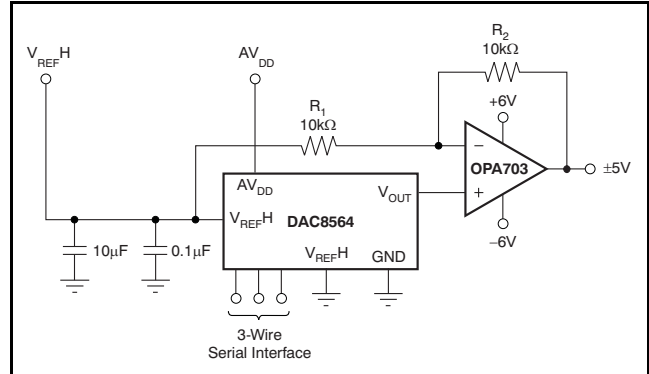 V_REF H
AV_DD
R_2
10kΩ
R_1
10kΩ
+6V
−
OPA703
+
±5V
−6V
AV_DD
V_REF H
DAC8564
V_OUT
V_REF H
GND
10μF
0.1μF
3-Wire
Serial Interface